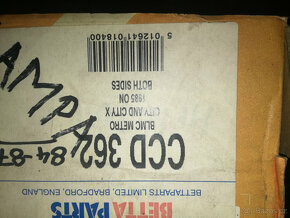 5 012641 018400
BLMC METRO
CITY AND CITY X
1985 ON
BOTH SIDES
CCD 362
AMPA
84-87
BETTAPARTS LIMITED, BRADFORD, ENGLAND
BETTA PARTS